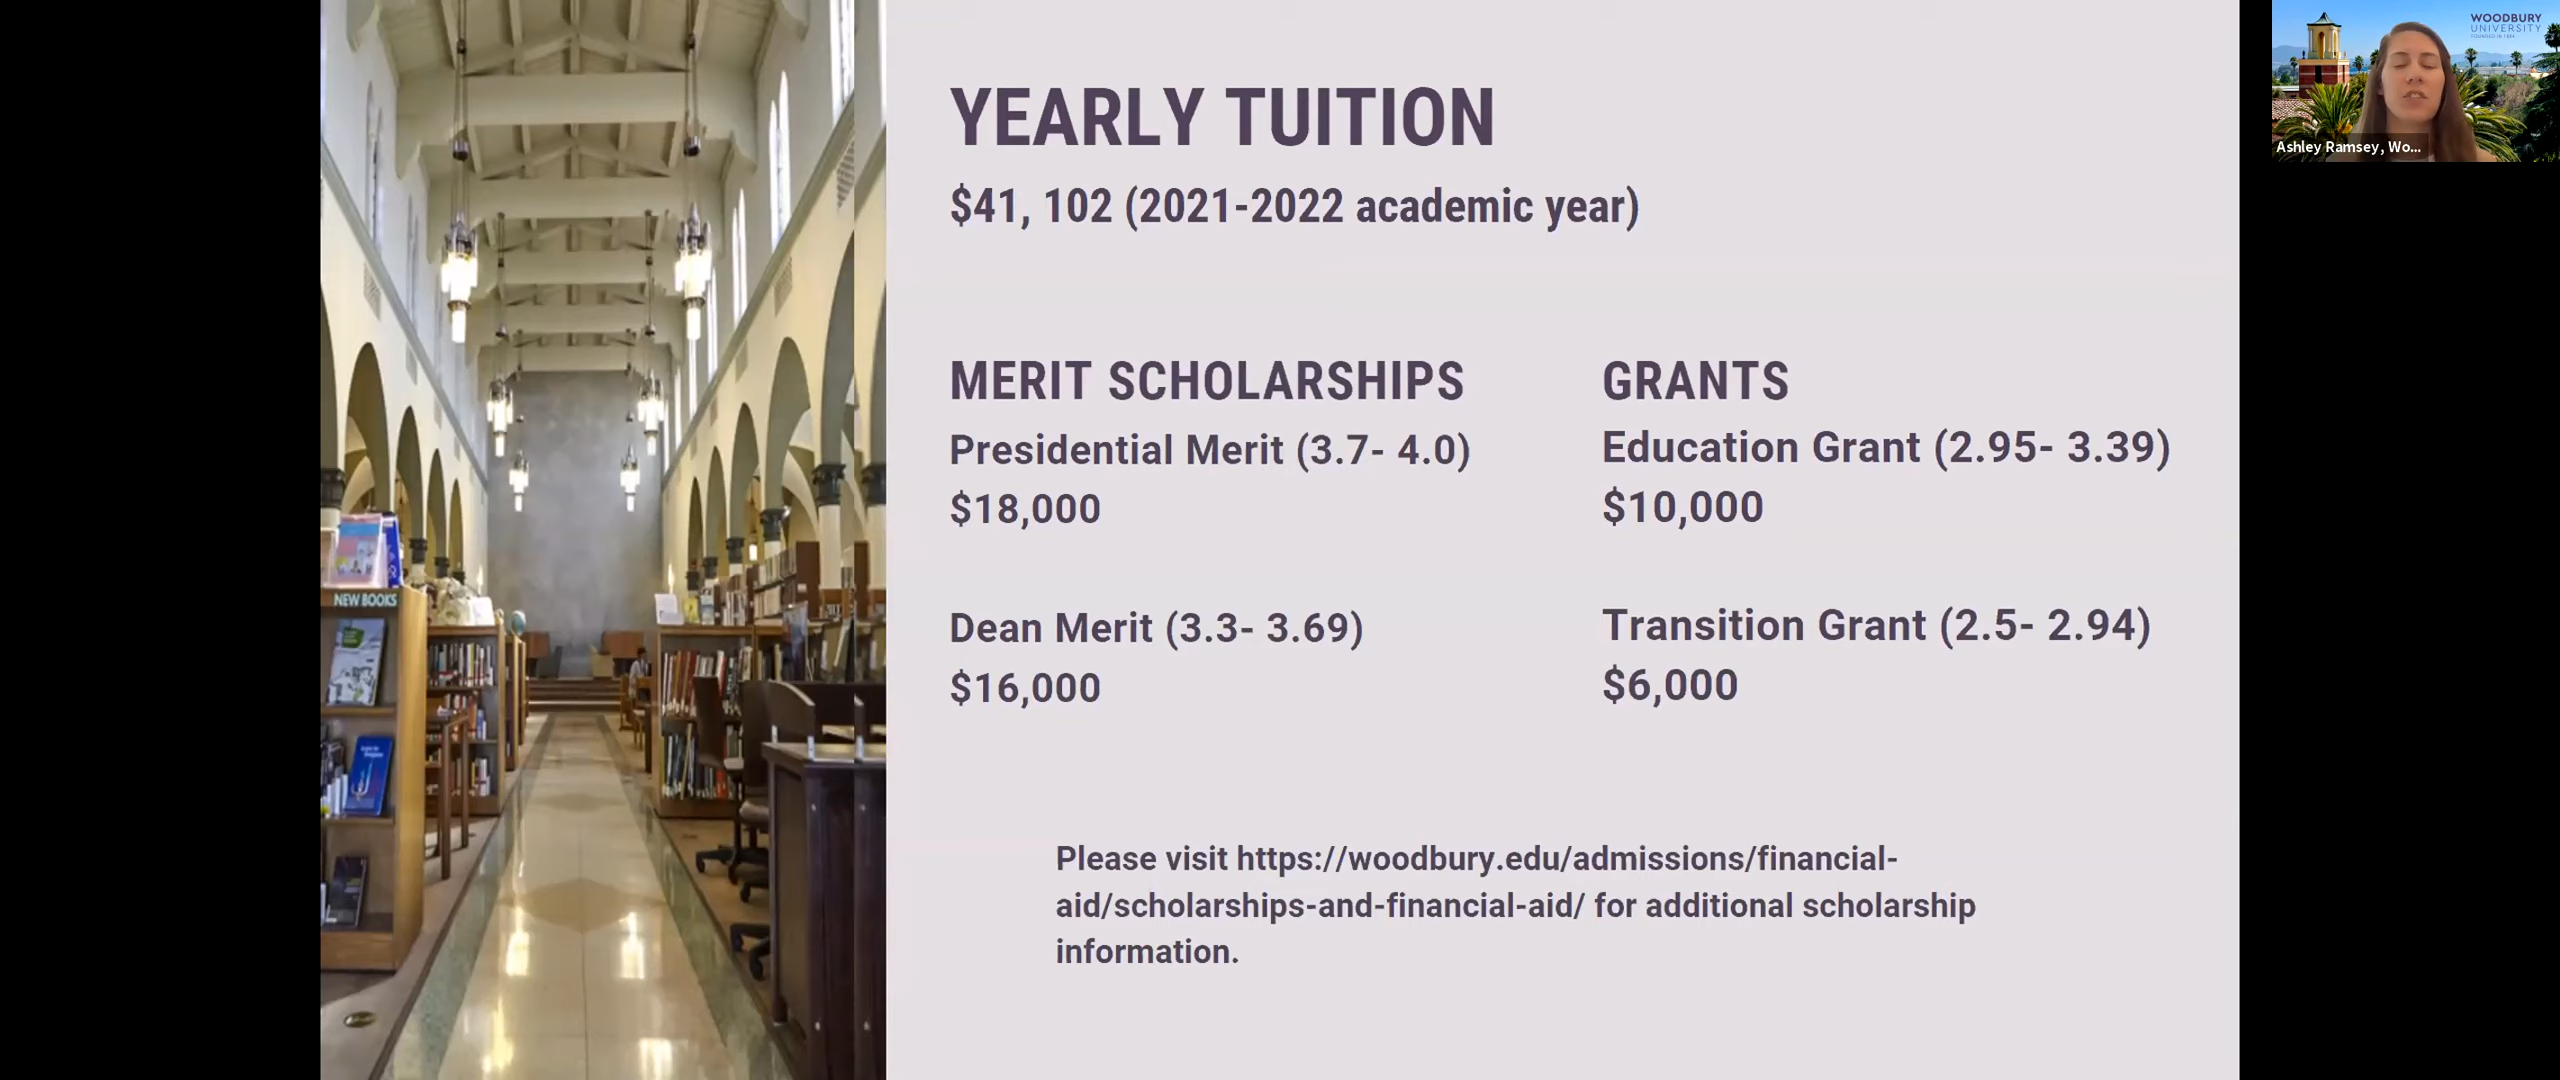 YEARLY TUITION
$41, 102 (2021-2022 academic year)
MERIT SCHOLARSHIPS
Presidential Merit (3.7- 4.0)
$18,000
Dean Merit (3.3- 3.69)
$16,000
GRANTS
Education Grant (2.95- 3.39)
$10,000
Transition Grant (2.5- 2.94)
$6,000
Please visit https://woodbury.edu/admissions/financial-
aid/scholarships-and-financial-aid/ for additional scholarship
information.
NEW BOOKS
WOODBURY
UNIVERSITY
Ashley Ramsey, Wo...